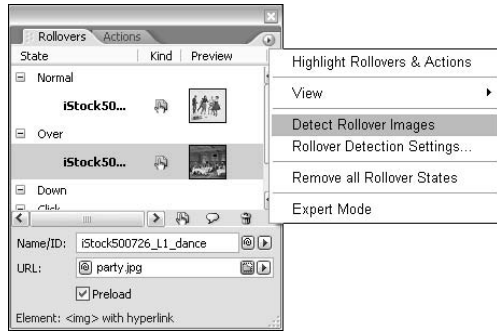 Rollovers Actions
State Kind Preview
Normal
iStock50...
Over
iStock50...
Down
Click
Name/ID: iStock500726_L1_dance
URL: party.jpg
Preload
Element: <img> with hyperlink
Highlight Rollovers & Actions
View
Detect Rollover Images
Rollover Detection Settings...
Remove all Rollover States
Expert Mode